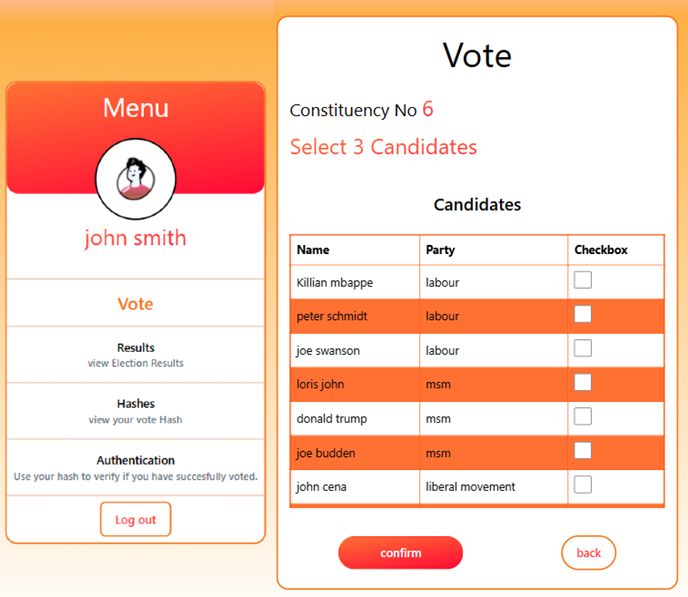 Menu
john smith
Vote
Results
view Election Results
Hashes
view your vote Hash
Authentication
Use your hash to verify if you have succesfully voted.
Log out
Vote
Constituency No 6
Select 3 Candidates
Candidates
Name Party Checkbox
Killian mbappe labour
peter schmidt labour
joe swanson labour
loris john msm
donald trump msm
joe budden msm
john cena liberal movement
confirm back